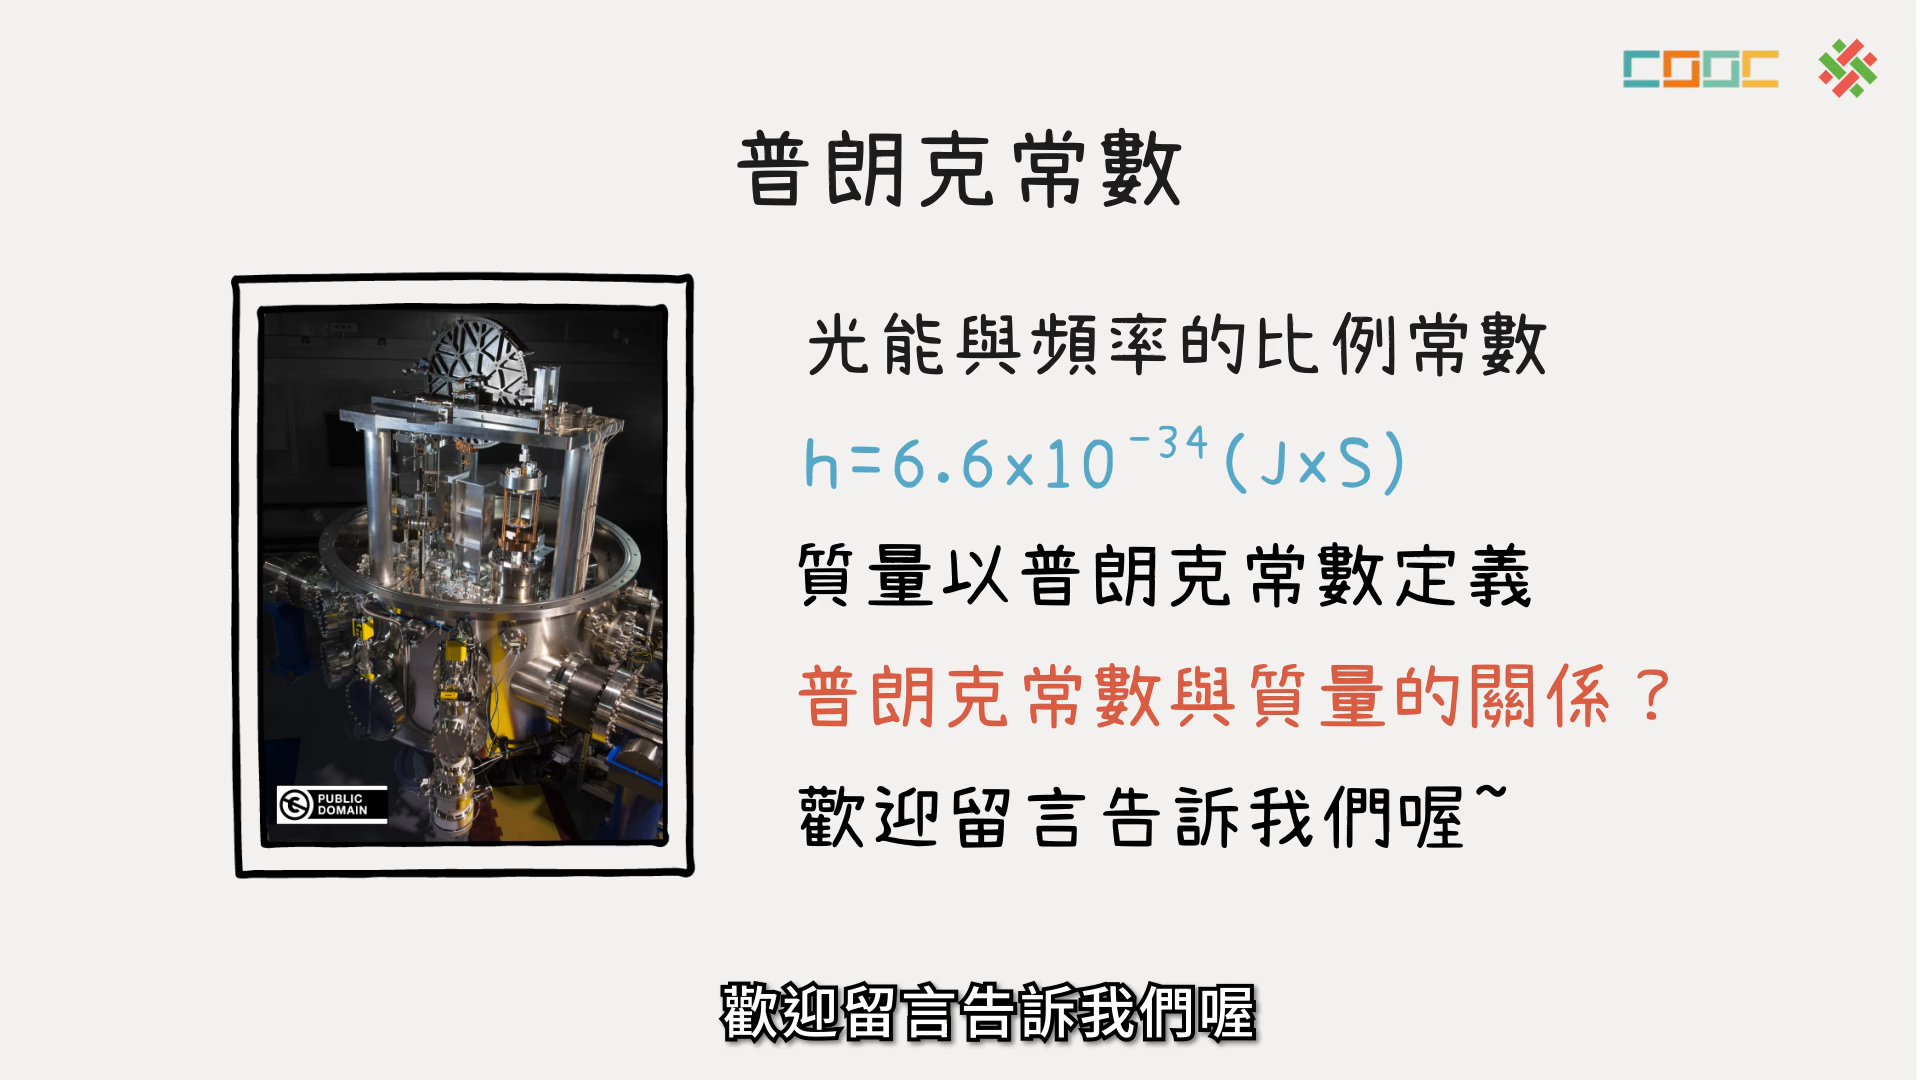 COOC
普朗克常數
光能與頻率的比例常數
h=6.6x10⁻³⁴(JxS)
質量以普朗克常數定義
普朗克常數與質量的關係？
歡迎留言告訴我們喔~
PUBLIC
DOMAIN
歡迎留言告訴我們喔